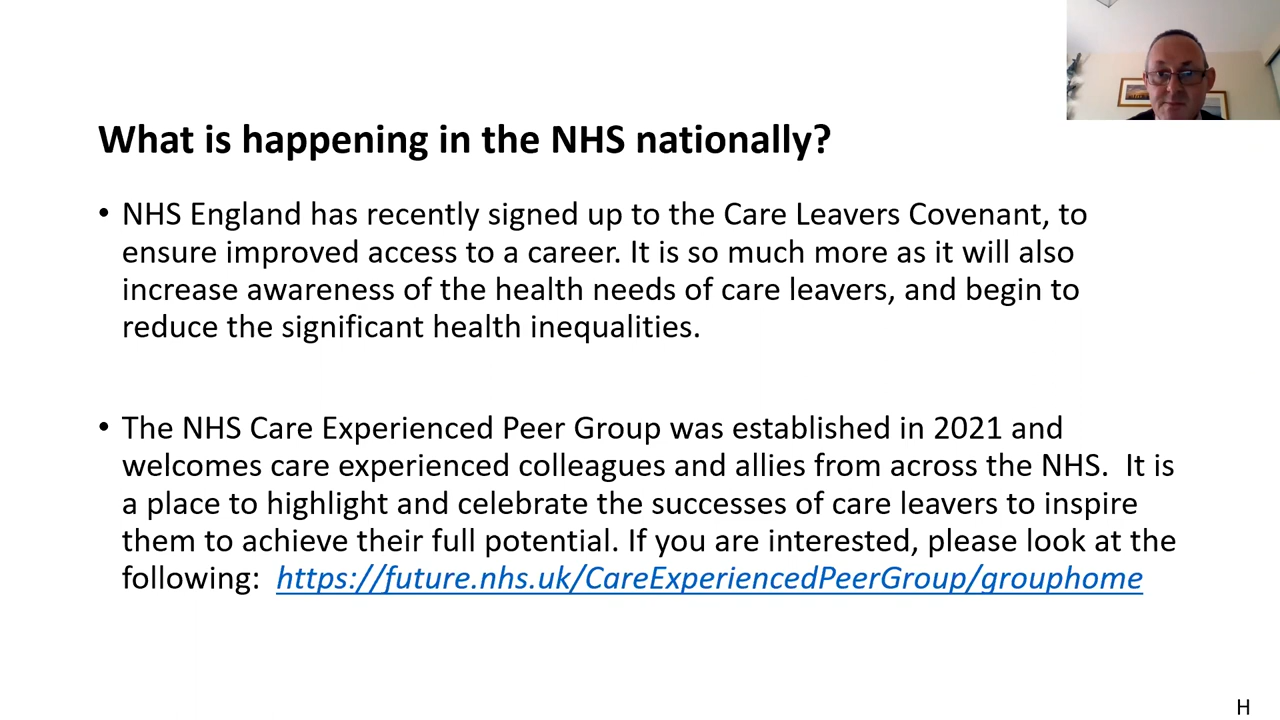 What is happening in the NHS nationally?
• NHS England has recently signed up to the Care Leavers Covenant, to
ensure improved access to a career. It is so much more as it will also
increase awareness of the health needs of care leavers, and begin to
reduce the significant health inequalities.
• The NHS Care Experienced Peer Group was established in 2021 and
welcomes care experienced colleagues and allies from across the NHS.  It is
a place to highlight and celebrate the successes of care leavers to inspire
them to achieve their full potential. If you are interested, please look at the
following:  https://future.nhs.uk/CareExperiencedPeerGroup/grouphome
H